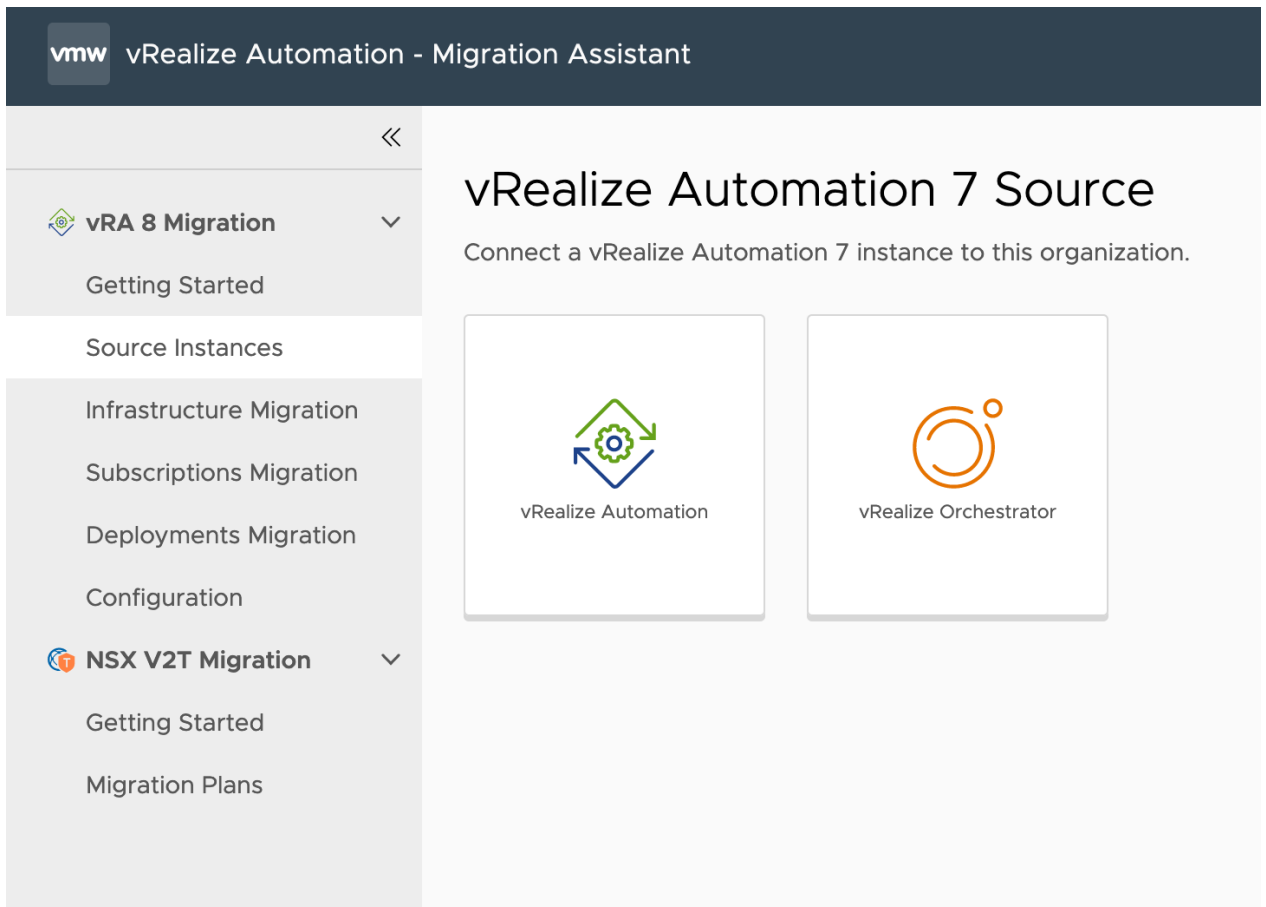 vmw vRealize Automation - Migration Assistant
vRA 8 Migration
Getting Started
Source Instances
Infrastructure Migration
Subscriptions Migration
Deployments Migration
Configuration
NSX V2T Migration
Getting Started
Migration Plans
vRealize Automation 7 Source
Connect a vRealize Automation 7 instance to this organization.
vRealize Automation
vRealize Orchestrator
T